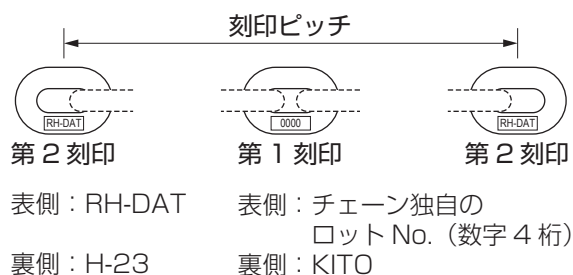 刻印ピッチ
RH-DAT
0000
RH-DAT
第2刻印
第1刻印
第2刻印
表側：RH-DAT
表側：チェーン独自の
ロットNo.（数字4桁）
裏側：H-23
裏側：KITO